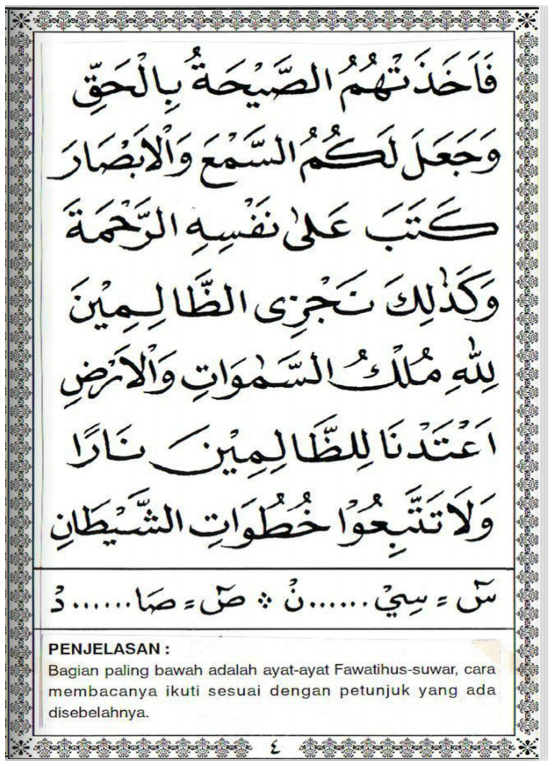 فَاَخَذَتْهُمُ الصَّيْحَةُ بِالْحَقِّ
وَجَعَلَ لَكُمُ السَّمْعَ وَالْاَبْصَارَ
كَتَبَ عَلٰى نَفْسِهِ الرَّحْمَةَ
وَكَذٰلِكَ نَجْزِى الظَّالِمِيْنَ
لِلّٰهِ مُلْكُ السَّمٰوَاتِ وَالْاَرْضِ
اَعْتَدْنَا لِلظَّالِمِيْنَ نَارًا
وَلَا تَتَّبِعُوْا خُطُوَاتِ الشَّيْطَانِ
سٓ = سِيْ......نْ ❊ صٓ = صَا......دْ
PENJELASAN :
Bagian paling bawah adalah ayat-ayat Fawatihus-suwar, cara
membacanya ikuti sesuai dengan petunjuk yang ada
disebelahnya.
٤